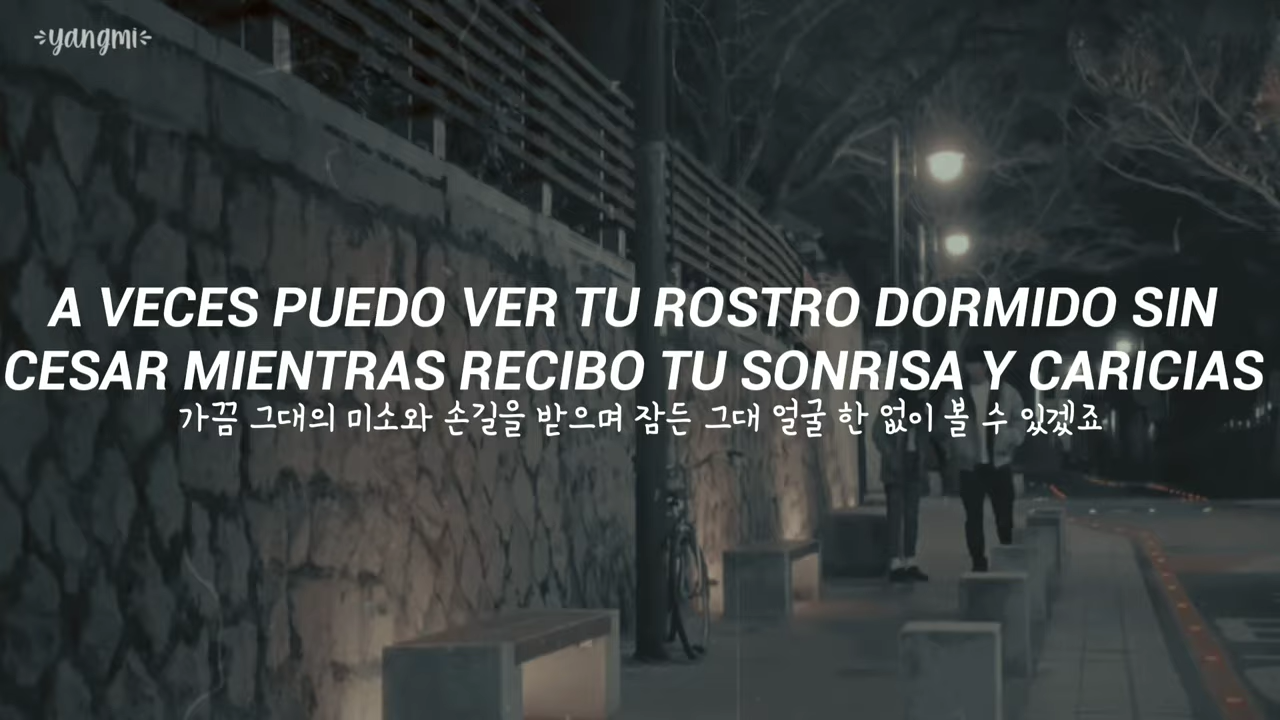 yangmi
A VECES PUEDO VER TU ROSTRO DORMIDO SIN
CESAR MIENTRAS RECIBO TU SONRISA Y CARICIAS
가끔 그대의 미소와 손길을 받으며 잠든 그대 얼굴 한 없이 볼 수 있겠죠